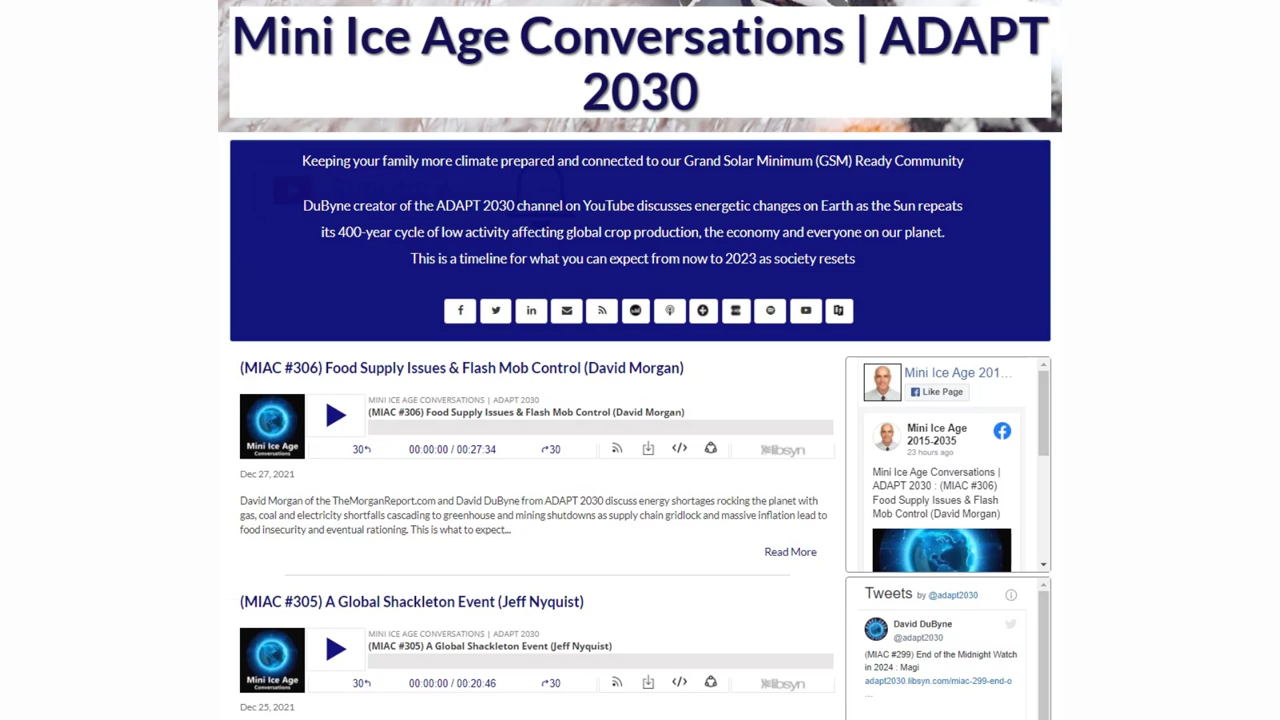 Mini Ice Age Conversations | ADAPT
2030
Keeping your family more climate prepared and connected to our Grand Solar Minimum (GSM) Ready Community
DuByne creator of the ADAPT 2030 channel on YouTube discusses energetic changes on Earth as the Sun repeats
its 400-year cycle of low activity affecting global crop production, the economy and everyone on our planet.
This is a timeline for what you can expect from now to 2023 as society resets
(MIAC #306) Food Supply Issues & Flash Mob Control (David Morgan)
Mini Ice Age
Conversations
MINI ICE AGE CONVERSATIONS | ADAPT 2030
(MIAC #306) Food Supply Issues & Flash Mob Control (David Morgan)
30
00:00:00 / 00:27:34
30
libsyn
Dec 27, 2021
David Morgan of the TheMorganReport.com and David DuByne from ADAPT 2030 discuss energy shortages rocking the planet with
gas, coal and electricity shortfalls cascading to greenhouse and mining shutdowns as supply chain gridlock and massive inflation lead to
food insecurity and eventual rationing. This is what to expect...
Read More
(MIAC #305) A Global Shackleton Event (Jeff Nyquist)
Mini Ice Age
Conversations
MINI ICE AGE CONVERSATIONS | ADAPT 2030
(MIAC #305) A Global Shackleton Event (Jeff Nyquist)
30
00:00:00 / 00:20:46
30
libsyn
Dec 25, 2021
Mini Ice Age 201...
Like Page
Mini Ice Age
2015-2035
23 hours ago
Mini Ice Age Conversations |
ADAPT 2030 : (MIAC #306)
Food Supply Issues & Flash
Mob Control (David Morgan)
Tweets by @adapt2030
David DuByne
@adapt2030
(MIAC #299) End of the Midnight Watch
in 2024 : Magi
adapt2030.libsyn.com/miac-299-end-o
...